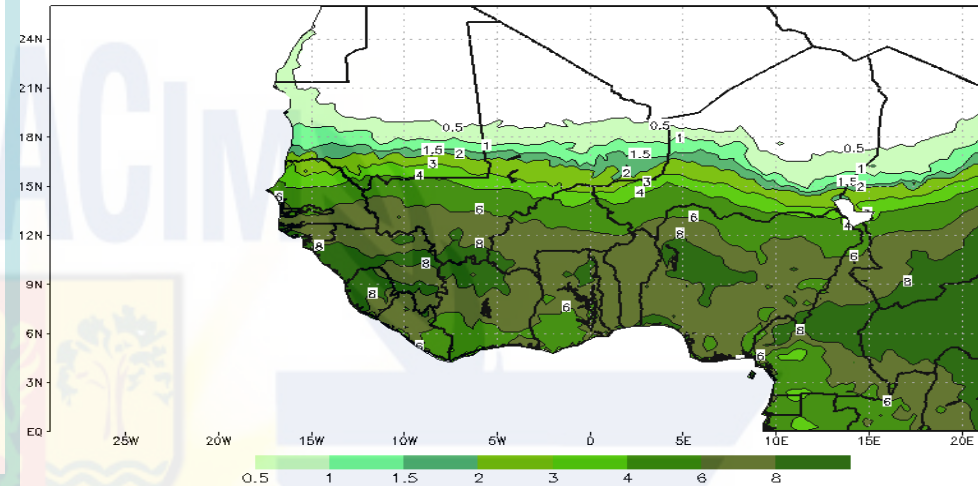 ACIM
24N
21N
18N
15N
12N
9N
6N
3N
EQ
25W 20W 15W 10W 5W 0 5E 10E 15E 20E
0.5 0.5 0.5
1 1 1
1.5 2 1.5 1.5 2
3 2 3
4 4 4
6 6 6 6
8 8 8 8
8 8 8
6 6 6 6
0.5 1 1.5 2 3 4 6 8